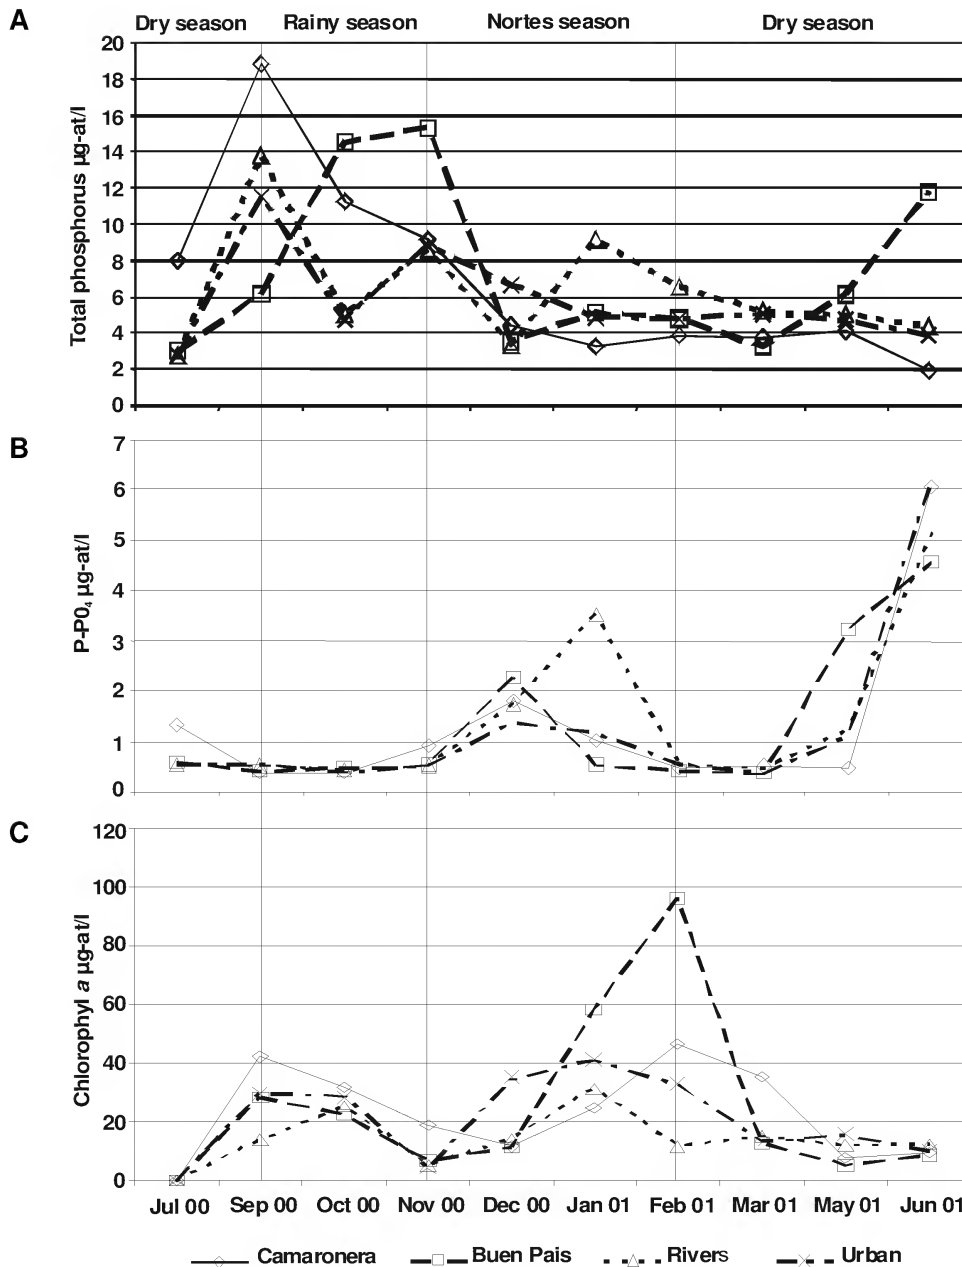 A
Dry season Rainy season Nortes season Dry season
Total phosphorus µg-at/l
20
18
16
14
12
10
8
6
4
2
0
B
P-P0₄ µg-at/l
7
6
5
4
3
2
1
0
C
Chlorophyl a µg-at/l
120
100
80
60
40
20
0
Jul 00 Sep 00 Oct 00 Nov 00 Dec 00 Jan 01 Feb 01 Mar 01 May 01 Jun 01
Camaronera Buen Pais Rivers Urban